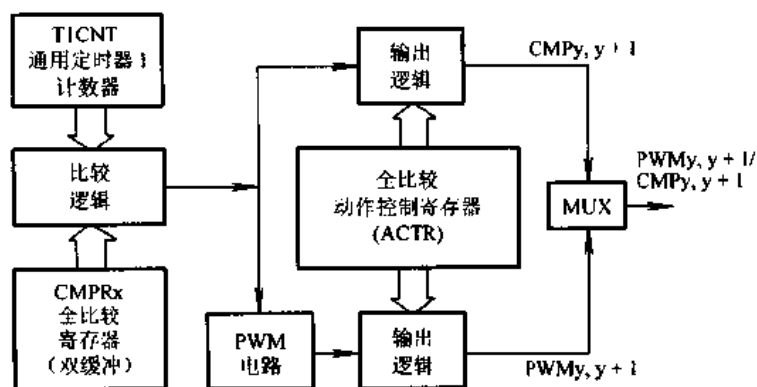 T1CNT
通用定时器1
计数器
比较
逻辑
CMPRx
全比较
寄存器
(双缓冲)
PWM
电路
输出
逻辑
全比较
动作控制寄存器
(ACTR)
输出
逻辑
CMPy, y + 1
PWMy, y + 1
MUX
PWMy, y + 1/
CMPy, y + 1